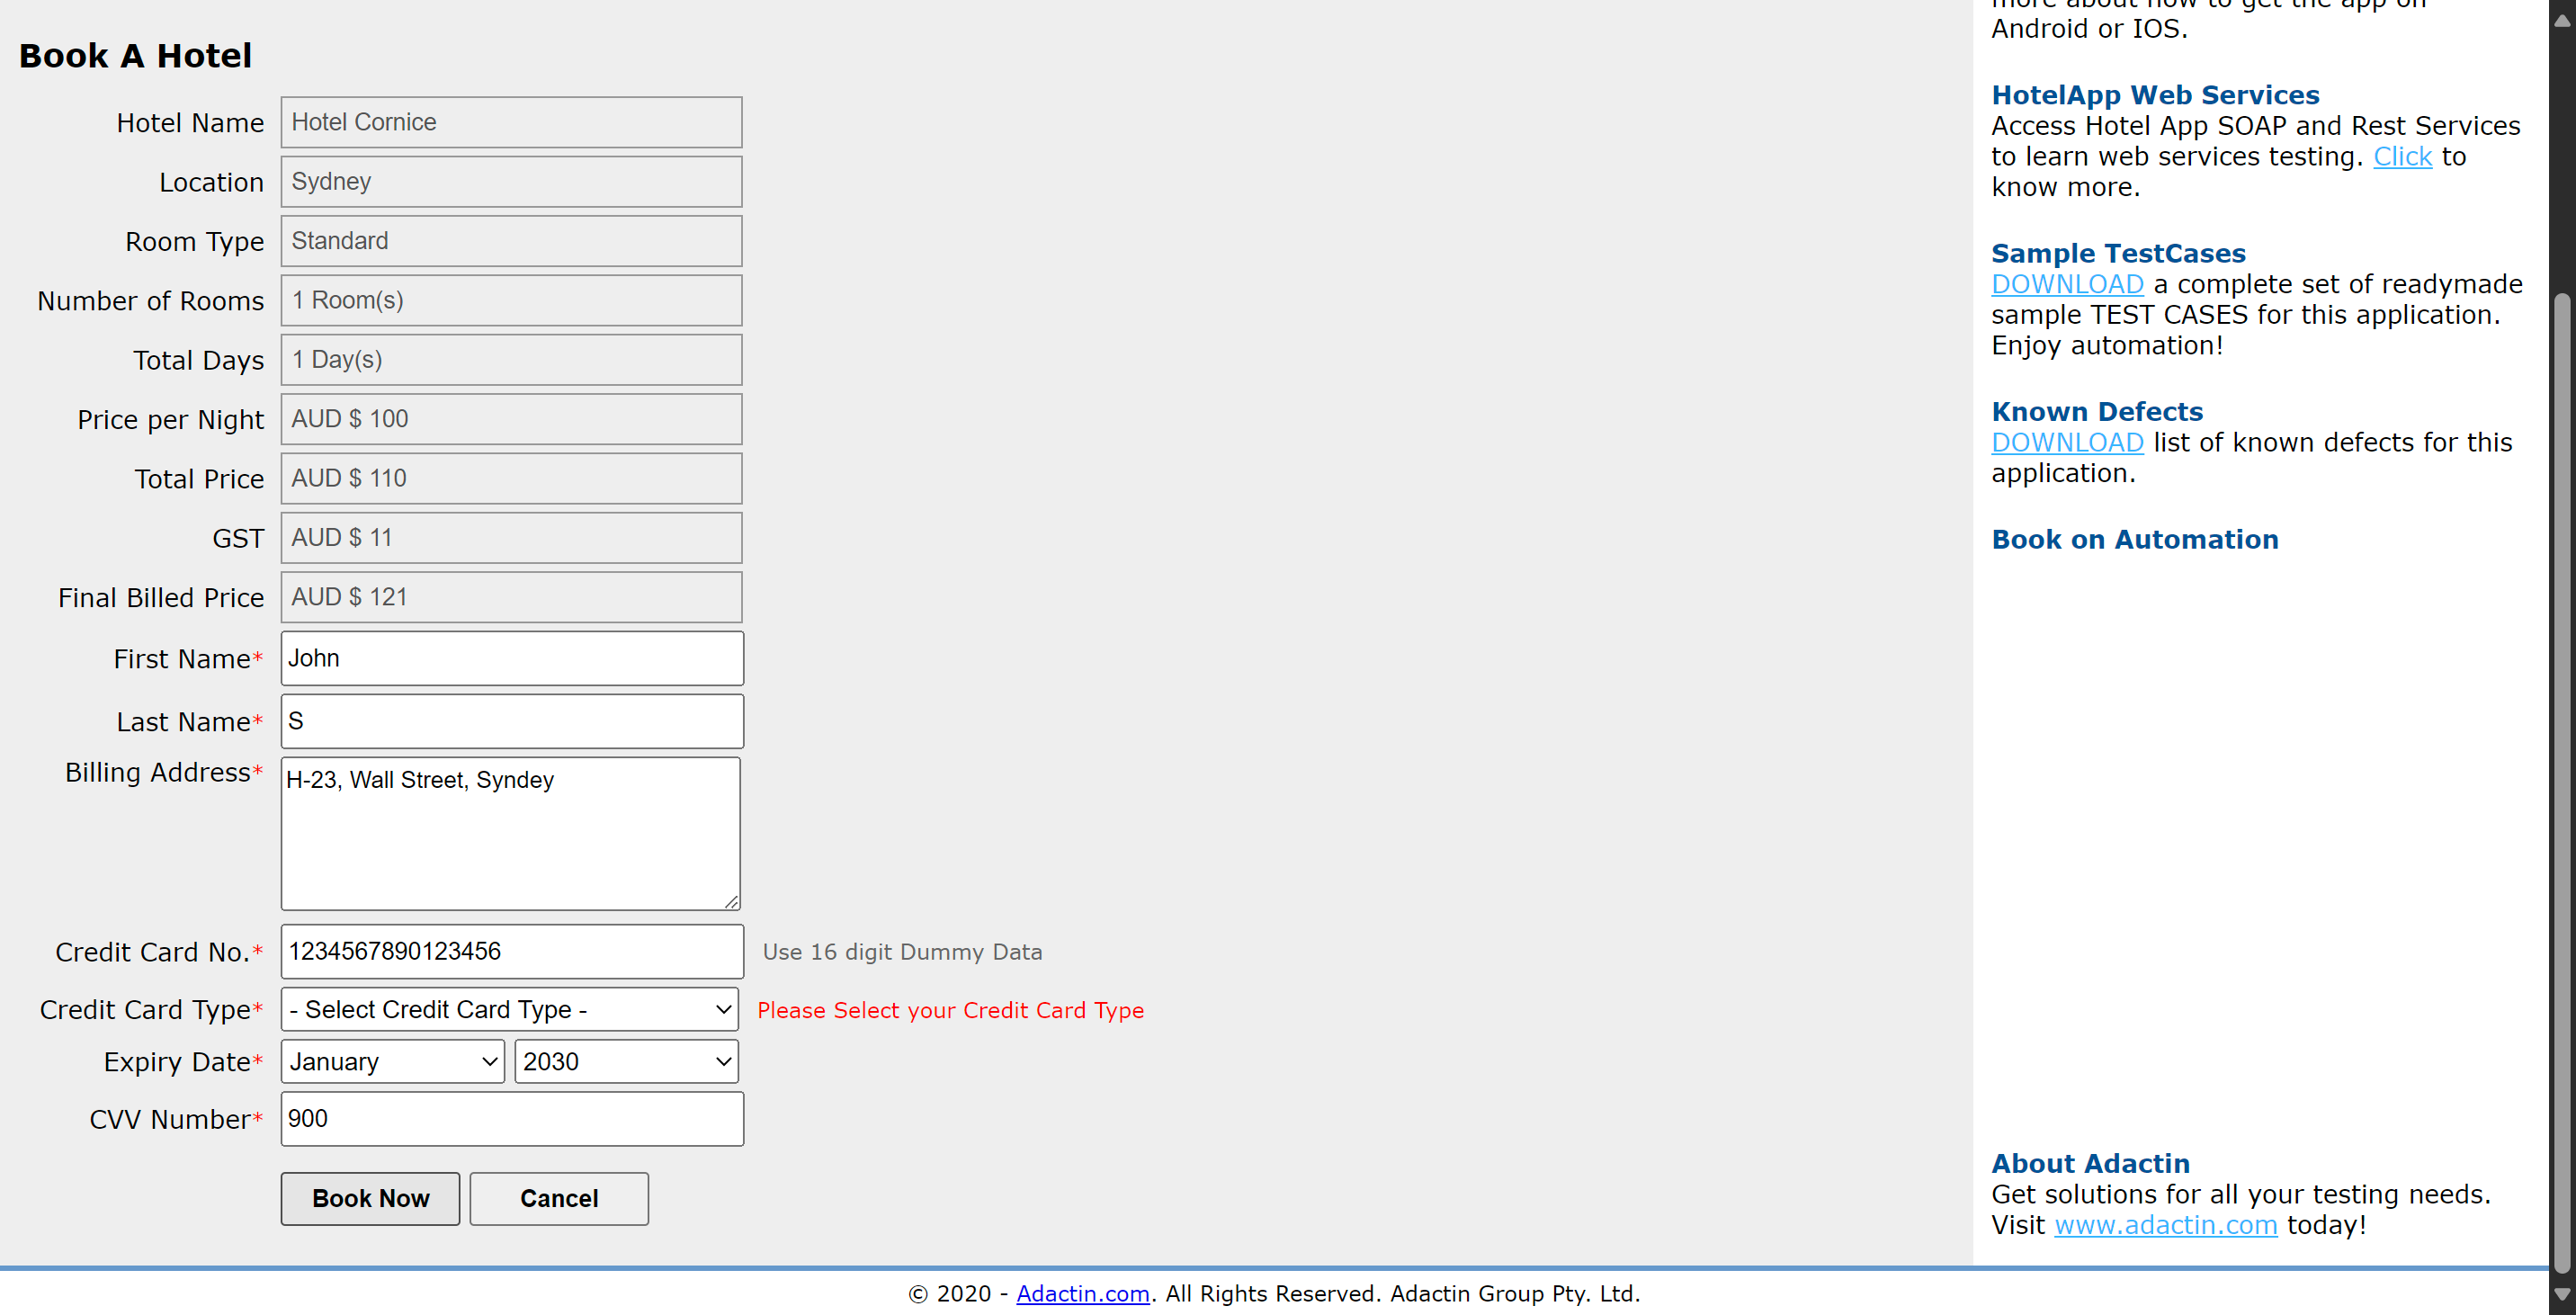 Book A Hotel
Hotel Name Hotel Cornice
Location Sydney
Room Type Standard
Number of Rooms 1 Room(s)
Total Days 1 Day(s)
Price per Night AUD $ 100
Total Price AUD $ 110
GST AUD $ 11
Final Billed Price AUD $ 121
First Name* John
Last Name* S
Billing Address* H-23, Wall Street, Syndey
Credit Card No.* 1234567890123456 Use 16 digit Dummy Data
Credit Card Type* - Select Credit Card Type - Please Select your Credit Card Type
Expiry Date* January 2030
CVV Number* 900
Book Now Cancel
more about how to get the app on
Android or IOS.
HotelApp Web Services
Access Hotel App SOAP and Rest Services
to learn web services testing. Click to
know more.
Sample TestCases
DOWNLOAD a complete set of readymade
sample TEST CASES for this application.
Enjoy automation!
Known Defects
DOWNLOAD list of known defects for this
application.
Book on Automation
About Adactin
Get solutions for all your testing needs.
Visit www.adactin.com today!
© 2020 - Adactin.com. All Rights Reserved. Adactin Group Pty. Ltd.